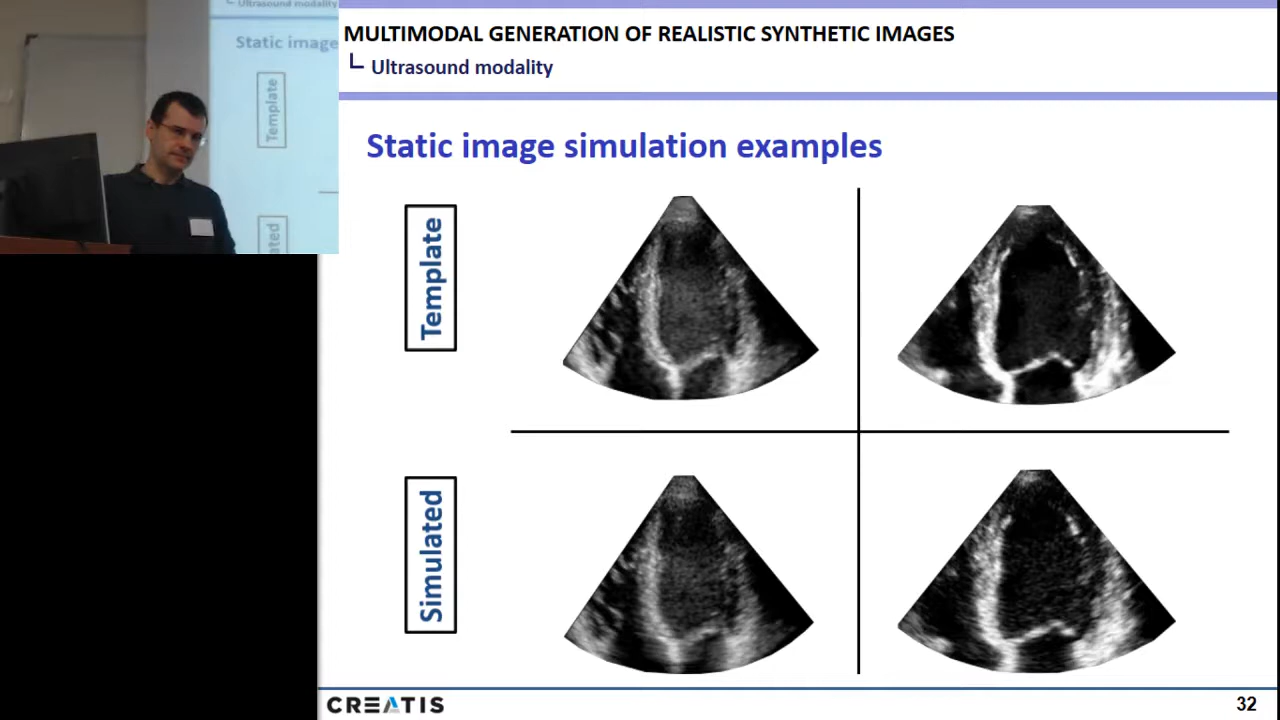 Ultrasound modality
Static image
Template
MULTIMODAL GENERATION OF REALISTIC SYNTHETIC IMAGES
Ultrasound modality
Static image simulation examples
Template
Simulated
CREATIS
32